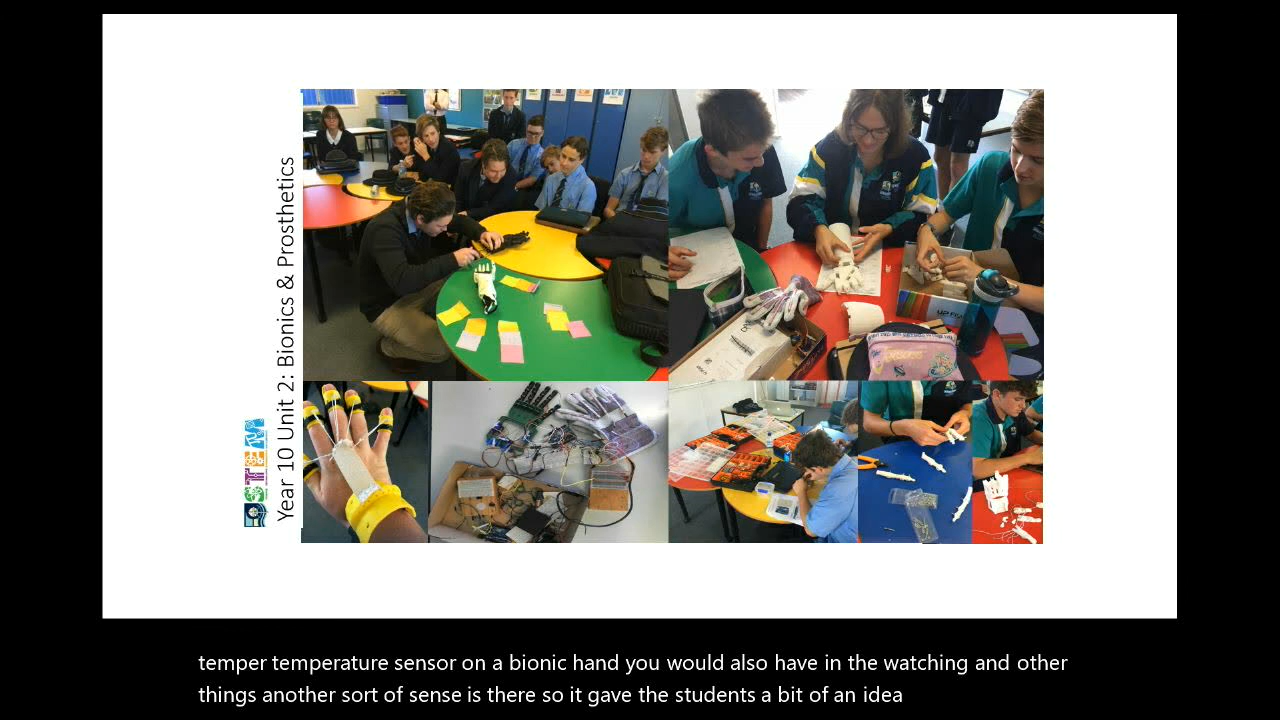 STEM
Year 10 Unit 2: Bionics & Prosthetics
temper temperature sensor on a bionic hand you would also have in the watching and other
things another sort of sense is there so it gave the students a bit of an idea